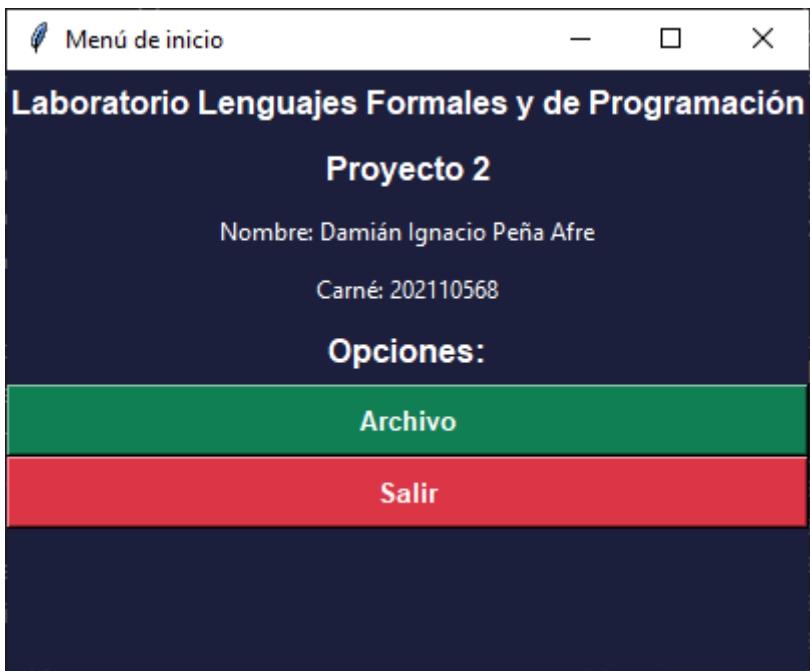 Menú de inicio
Laboratorio Lenguajes Formales y de Programación
Proyecto 2
Nombre: Damián Ignacio Peña Afre
Carné: 202110568
Opciones:
Archivo
Salir